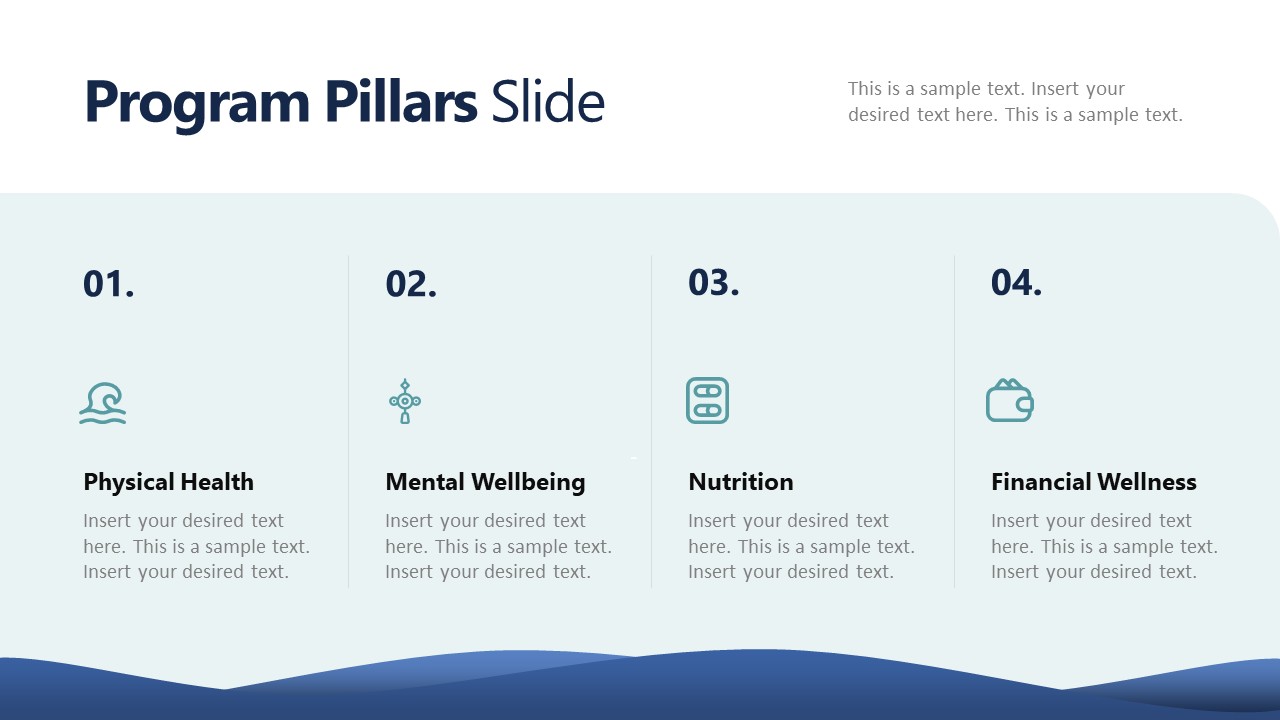 Program Pillars Slide
This is a sample text. Insert your
desired text here. This is a sample text.
01.
Physical Health
Insert your desired text
here. This is a sample text.
Insert your desired text.
02.
Mental Wellbeing
Insert your desired text
here. This is a sample text.
Insert your desired text.
03.
Nutrition
Insert your desired text
here. This is a sample text.
Insert your desired text.
04.
Financial Wellness
Insert your desired text
here. This is a sample text.
Insert your desired text.